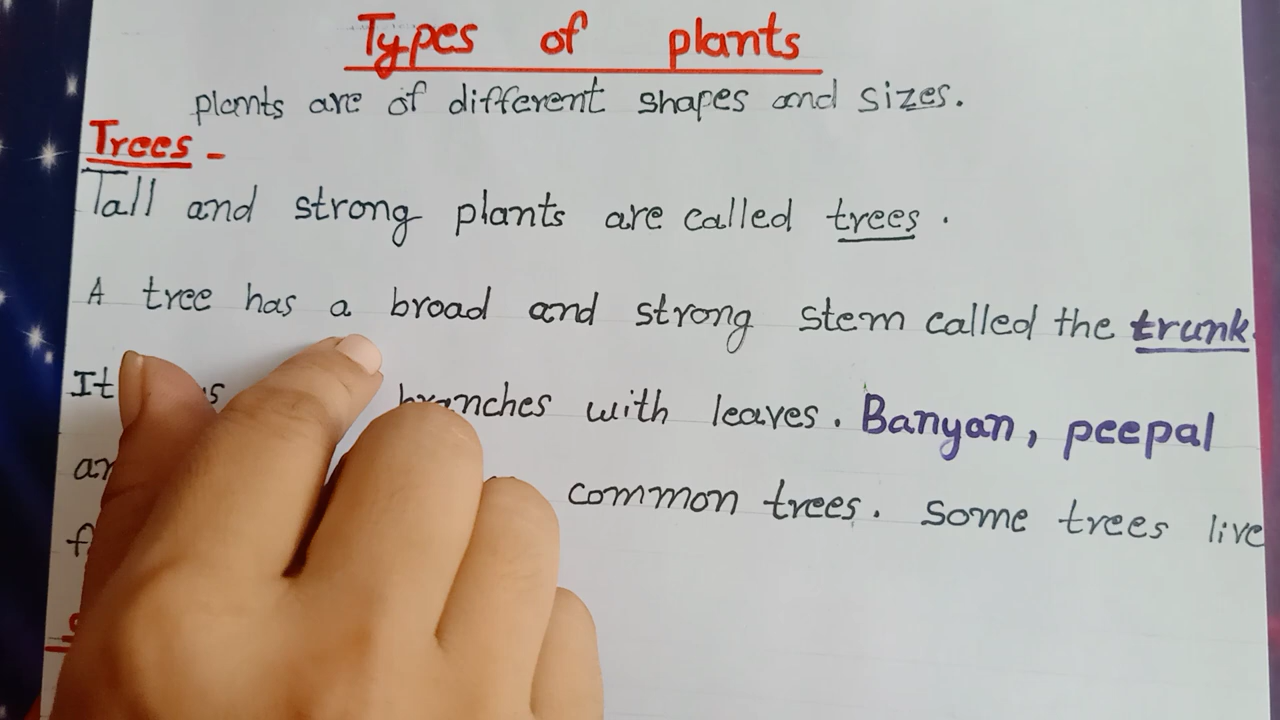 Types of plants
plants are of different shapes and sizes.
Trees -
Tall and strong plants are called trees.
A tree has a broad and strong stem called the trunk.
It branches with leaves. Banyan, peepal
common trees. Some trees live